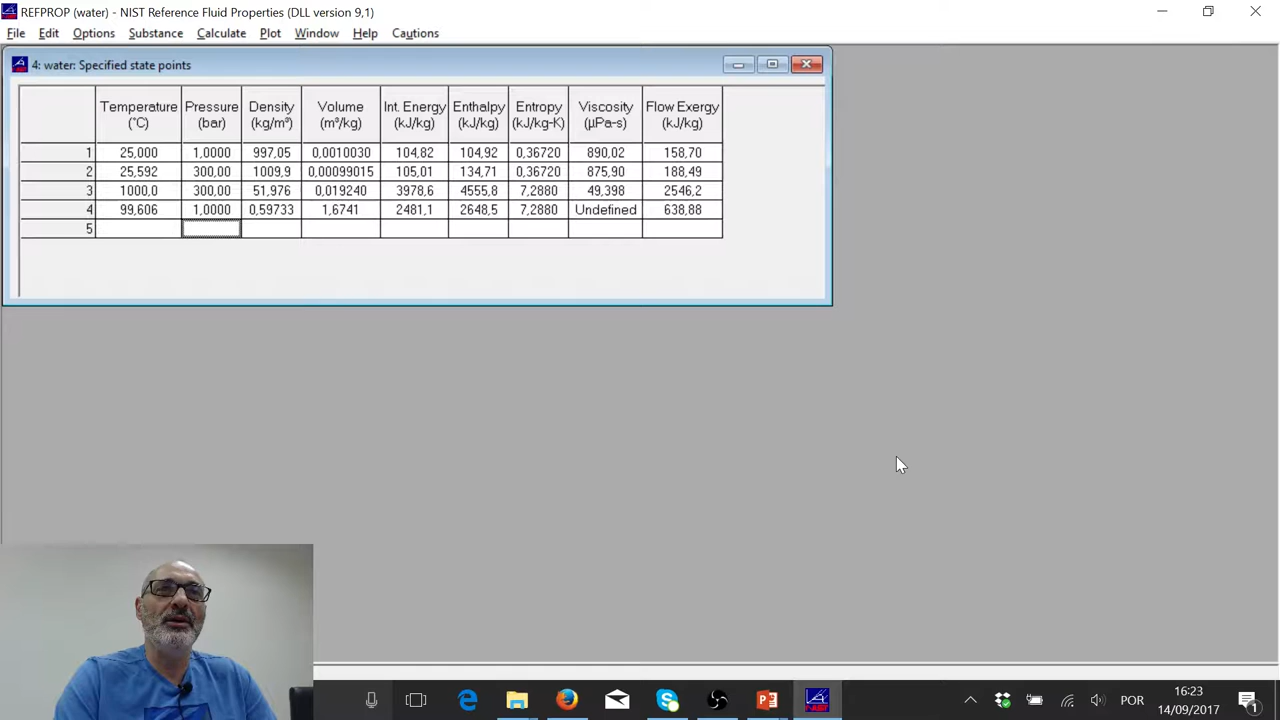 REFPROP (water) - NIST Reference Fluid Properties (DLL version 9,1)
File Edit Options Substance Calculate Plot Window Help Cautions
4: water: Specified state points
Temperature Pressure Density Volume Int. Energy Enthalpy Entropy Viscosity Flow Exergy
(°C) (bar) (kg/m³) (m³/kg) (kJ/kg) (kJ/kg) (kJ/kg-K) (µPa-s) (kJ/kg)
1 25,000 1,0000 997,05 0,0010030 104,82 104,92 0,36720 890,02 158,70
2 25,592 300,00 1009,9 0,00099015 105,01 134,71 0,36720 875,90 188,49
3 1000,0 300,00 51,976 0,019240 3978,6 4555,8 7,2880 49,398 2546,2
4 99,606 1,0000 0,59733 1,6741 2481,1 2648,5 7,2880 Undefined 638,88
5
POR
16:23
14/09/2017